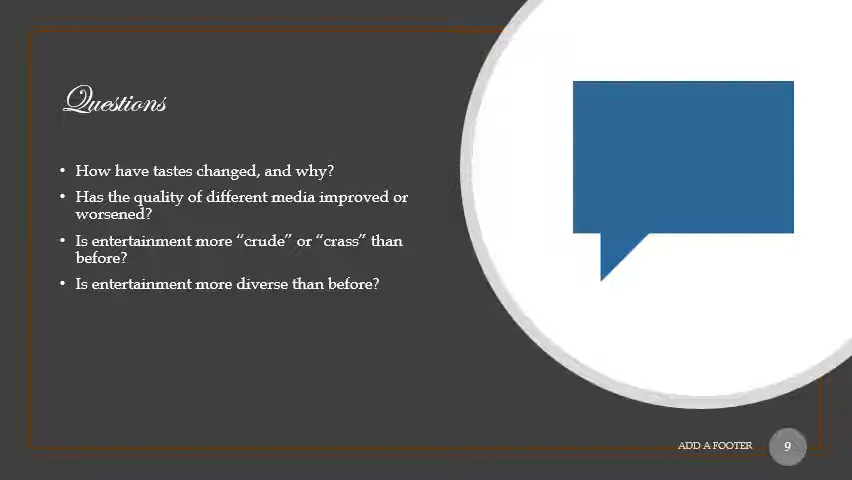 Questions
• How have tastes changed, and why?
• Has the quality of different media improved or
worsened?
• Is entertainment more “crude” or “crass” than
before?
• Is entertainment more diverse than before?
ADD A FOOTER
9